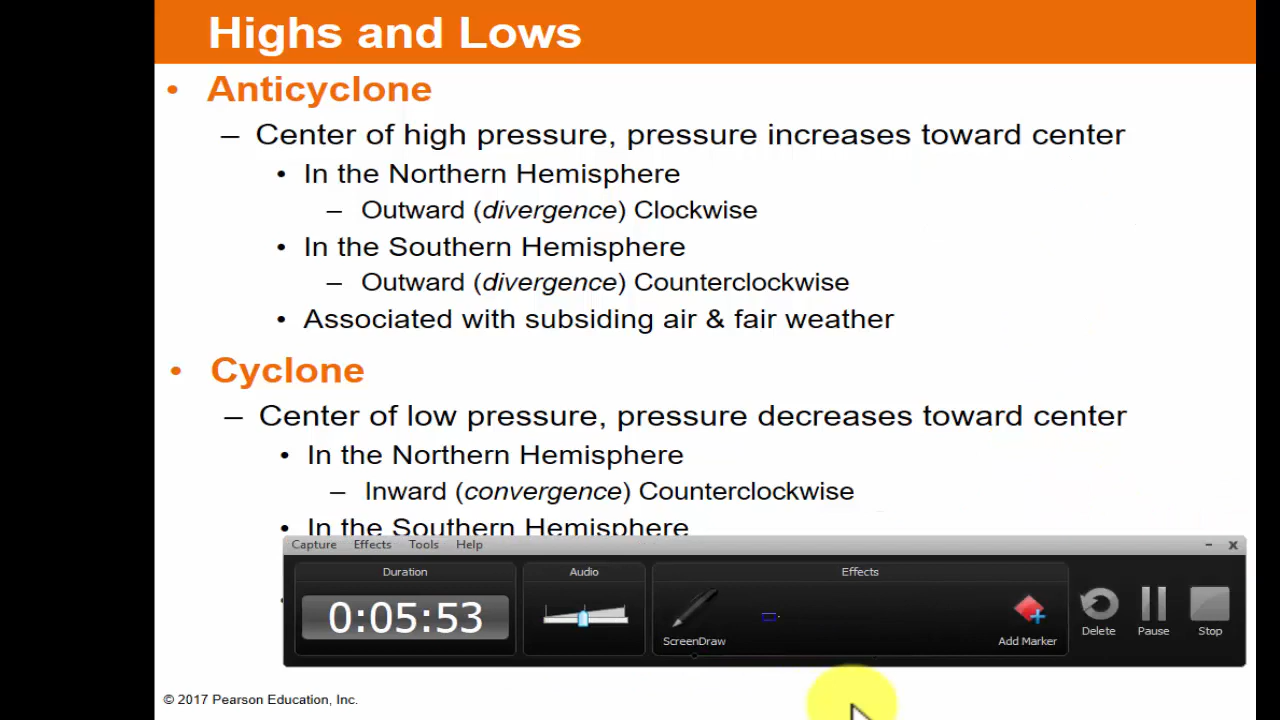 Highs and Lows
• Anticyclone
– Center of high pressure, pressure increases toward center
• In the Northern Hemisphere
– Outward (divergence) Clockwise
• In the Southern Hemisphere
– Outward (divergence) Counterclockwise
• Associated with subsiding air & fair weather
• Cyclone
– Center of low pressure, pressure decreases toward center
• In the Northern Hemisphere
– Inward (convergence) Counterclockwise
• In the Southern Hemisphere
Capture Effects Tools Help
Duration Audio Effects
0:05:53
ScreenDraw Add Marker Delete Pause Stop
© 2017 Pearson Education, Inc.